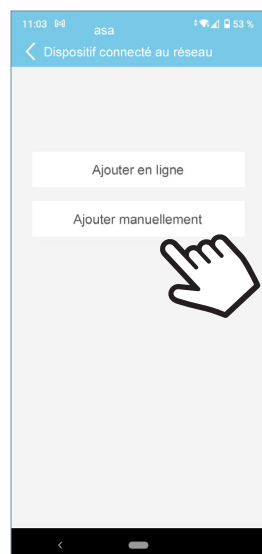 11:03
53 %
asa
Dispositif connecté au réseau
Ajouter en ligne
Ajouter manuellement